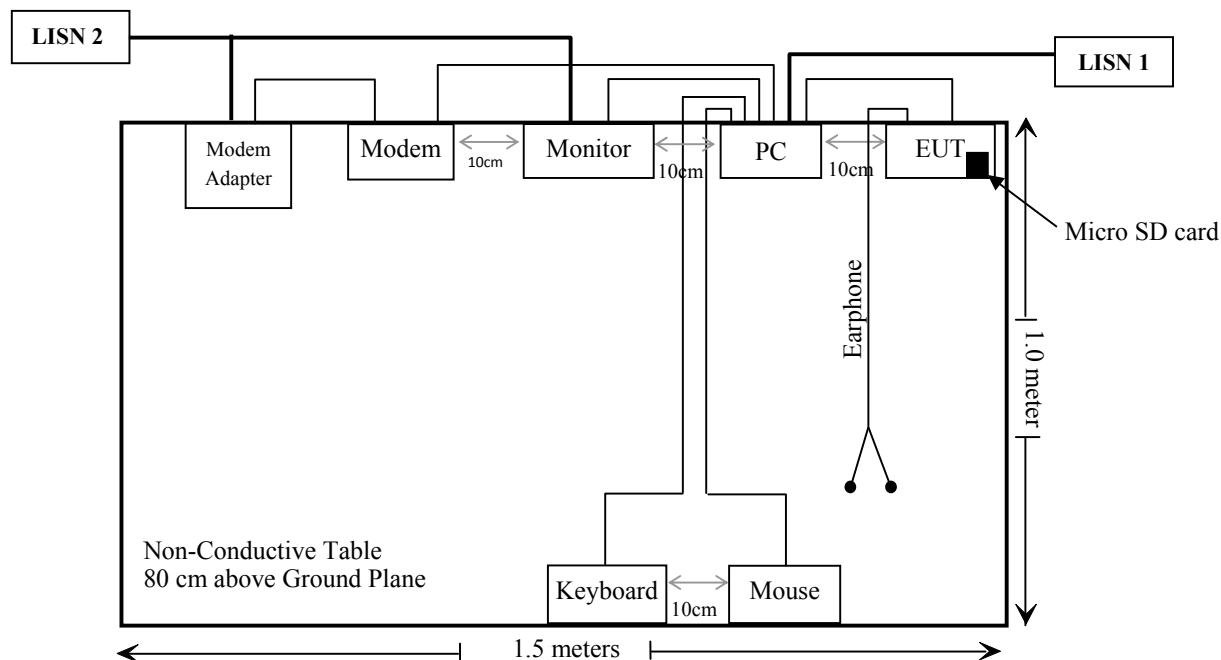 LISN 2
LISN 1
Modem
Adapter
Modem
10cm
Monitor
10cm
PC
10cm
EUT
Micro SD card
Earphone
1.0 meter
Non-Conductive Table
80 cm above Ground Plane
Keyboard
10cm
Mouse
1.5 meters